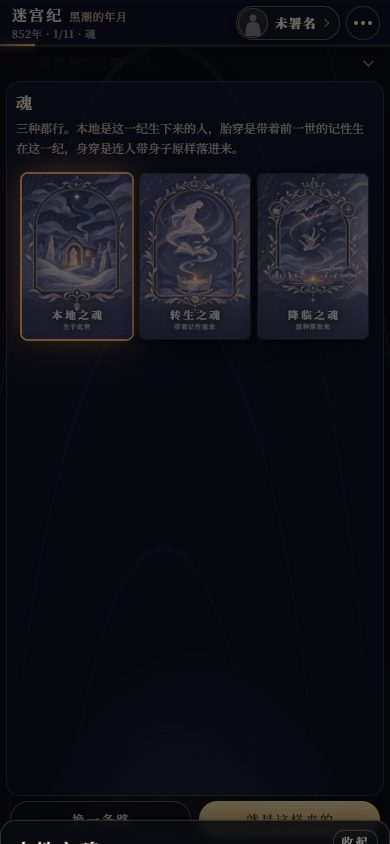 迷宫纪 黑潮的年月
852年 · 1/11 · 魂
未署名
魂
三种都行。本地是这一纪生下来的人，胎穿是带着前一世的记性生
在这一纪，身穿是连人带身子原样落进来。
本地之魂
生于此世
转生之魂
带着记性重来
降临之魂
原样落进来
换一条路
就是这样来的
收起